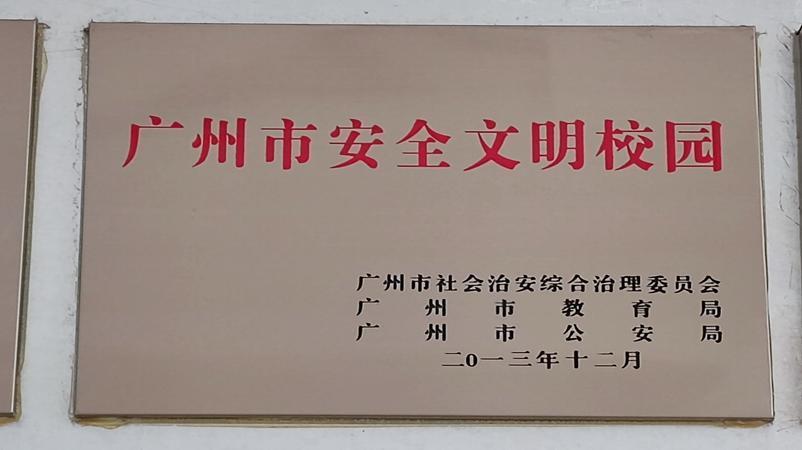 广州市安全文明校园
广州市社会治安综合治理委员会
广州市教育局
广州市公安局
二0一三年十二月